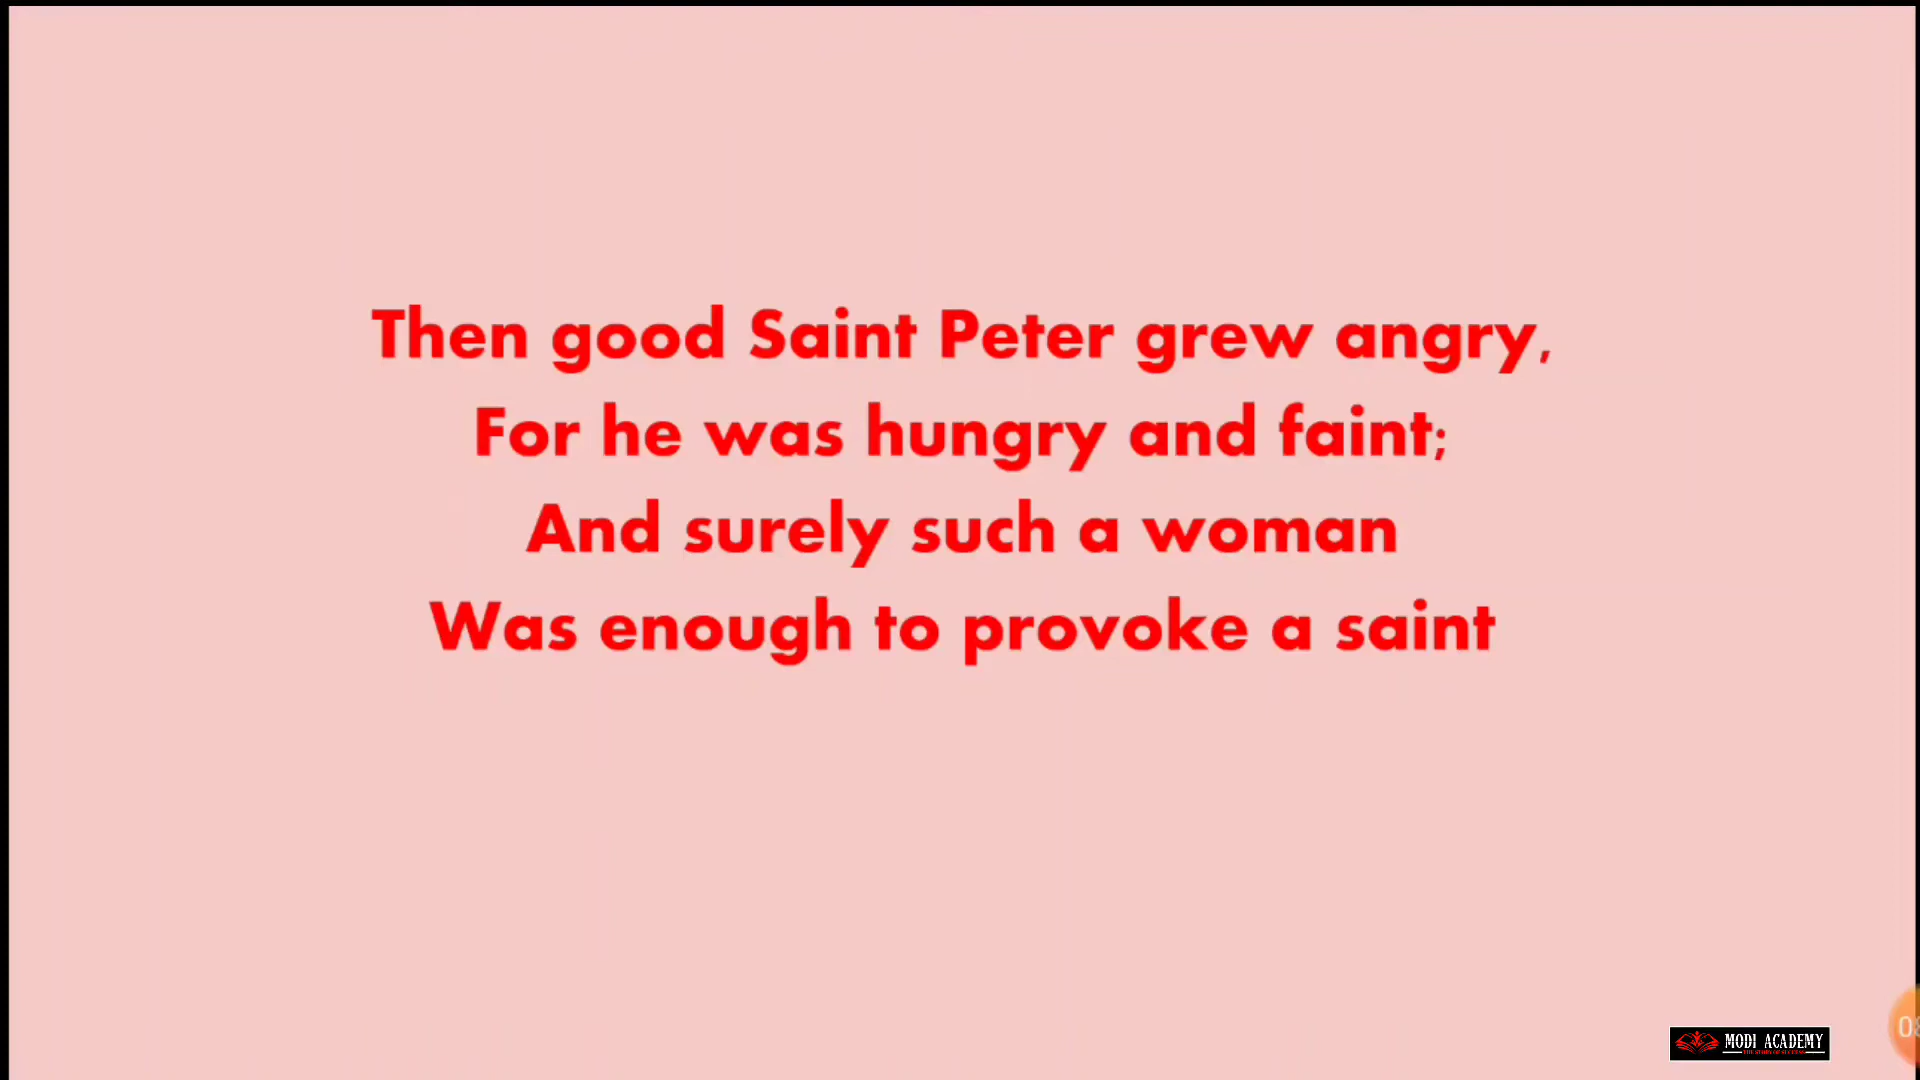 Then good Saint Peter grew angry,
For he was hungry and faint;
And surely such a woman
Was enough to provoke a saint
MODI ACADEMY